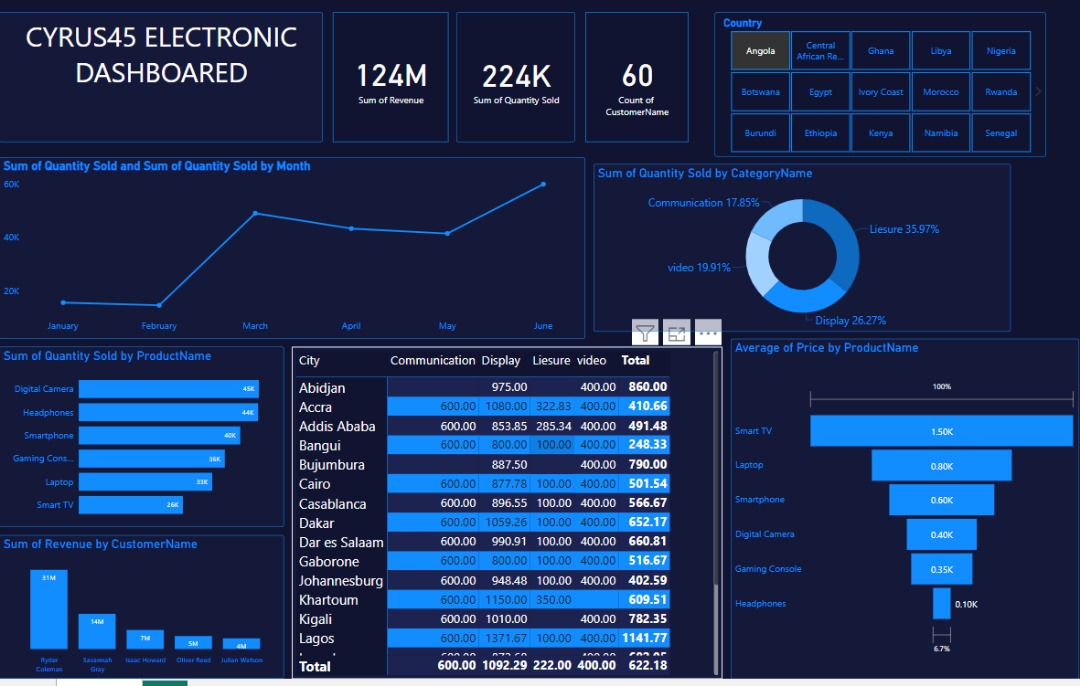 CYRUS45 ELECTRONIC
DASHBOARED
124M
Sum of Revenue
224K
Sum of Quantity Sold
60
Count of
CustomerName
Country
Angola
Central
African Re...
Ghana
Libya
Nigeria
Botswana
Egypt
Ivory Coast
Morocco
Rwanda
Burundi
Ethiopia
Kenya
Namibia
Senegal
Sum of Quantity Sold and Sum of Quantity Sold by Month
60K
40K
20K
January February March April May June
Sum of Quantity Sold by CategoryName
Communication 17.85%
Liesure 35.97%
video 19.91%
Display 26.27%
Sum of Quantity Sold by ProductName
Digital Camera 45K
Headphones 44K
Smartphone 40K
Gaming Cons... 36K
Laptop 33K
Smart TV 26K
Sum of Revenue by CustomerName
31M
14M
7M
5M
4M
Ryder
Coleman
Savannah
Gray
Isaac Howard
Oliver Reed
Julian Watson
City Communication Display Liesure video Total
Abidjan 975.00 400.00 860.00
Accra 600.00 1080.00 322.83 400.00 410.66
Addis Ababa 600.00 853.85 285.34 400.00 491.48
Bangui 600.00 800.00 100.00 400.00 248.33
Bujumbura 887.50 400.00 790.00
Cairo 600.00 877.78 100.00 400.00 501.54
Casablanca 600.00 896.55 100.00 400.00 566.67
Dakar 600.00 1059.26 100.00 400.00 652.17
Dar es Salaam 600.00 990.91 100.00 400.00 660.81
Gaborone 600.00 800.00 100.00 400.00 516.67
Johannesburg 600.00 948.48 100.00 400.00 402.59
Khartoum 600.00 1150.00 350.00 609.51
Kigali 600.00 1010.00 400.00 782.35
Lagos 600.00 1371.67 100.00 400.00 1141.77
Total 600.00 1092.29 222.00 400.00 622.18
Average of Price by ProductName
100%
Smart TV 1.50K
Laptop 0.80K
Smartphone 0.60K
Digital Camera 0.40K
Gaming Console 0.35K
Headphones 0.10K
6.7%